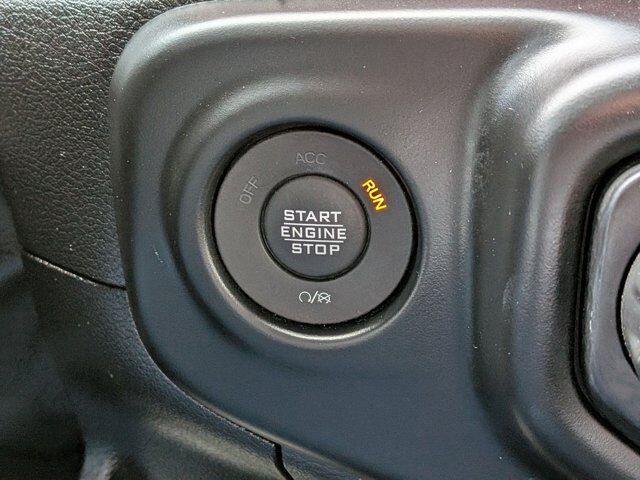 ACC
OFF
RUN
START
ENGINE
STOP